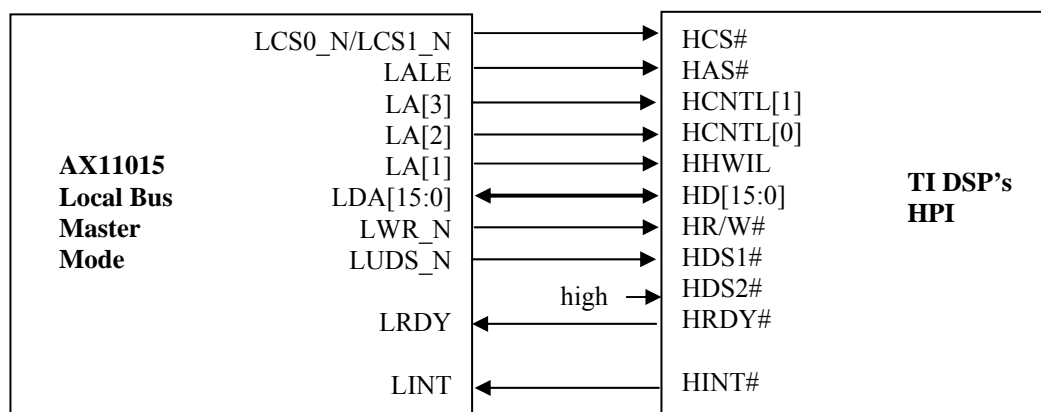 LCS0_N/LCS1_N
LALE
LA[3]
LA[2]
LA[1]
LDA[15:0]
LWR_N
LUDS_N
LRDY
LINT
AX11015
Local Bus
Master
Mode
high
HCS#
HAS#
HCNTL[1]
HCNTL[0]
HHWIL
HD[15:0]
HR/W#
HDS1#
HDS2#
HRDY#
HINT#
TI DSP's
HPI